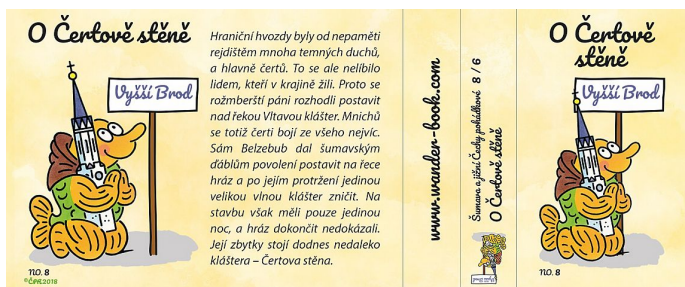 O Čertově stěně
Vyšší Brod
NO. 8
©ČPR2018
Hraniční hvozdy byly od nepaměti
rejdištěm mnoha temných duchů,
a hlavně čertů. To se ale nelíbilo
lidem, kteří v krajině žili. Proto se
rožmberští páni rozhodli postavit
nad řekou Vltavou klášter. Mnichů
se totiž čerti bojí ze všeho nejvíc.
Sám Belzebub dal šumavským
ďáblům povolení postavit na řece
hráz a po jejím protržení jedinou
velikou vlnou klášter zničit. Na
stavbu však měli pouze jedinou
noc, a hráz dokončit nedokázali.
Její zbytky stojí dodnes nedaleko
kláštera – Čertova stěna.
www.wander-book.com
Šumava a jižní Čechy pohádkové 8 / 6
O Čertově stěně
O Čertově
stěně
Vyšší Brod
NO. 8